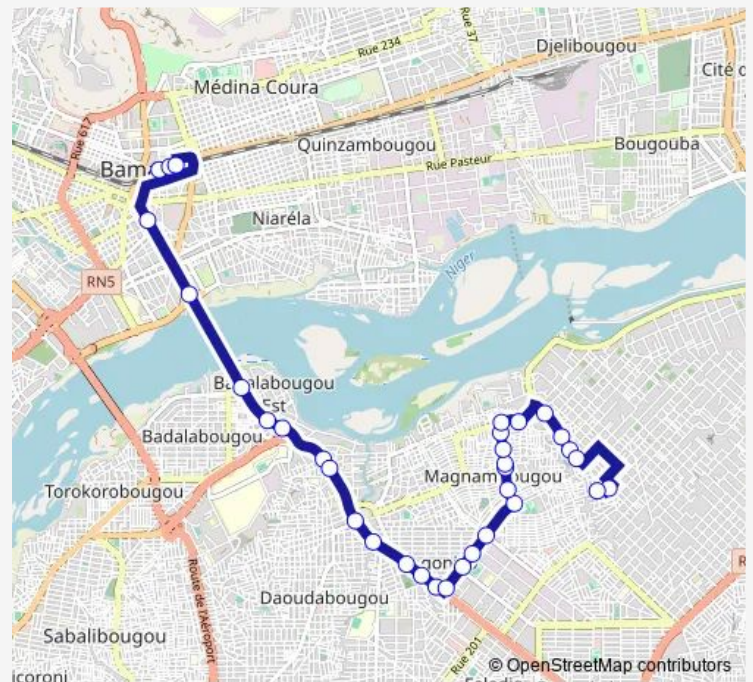 Rue 234
Rue 37
Djelibougou
Médina Coura
Cité
Rue 617
Quinzambougou
Bougouba
Rue Pasteur
Niaréla
Niger
RN5
Est
Badalabougou
Torokorobougou
Route de l'Aéroport
Daoudabougou
Sabalibougou
Rue 201
© OpenStreetMap contributors